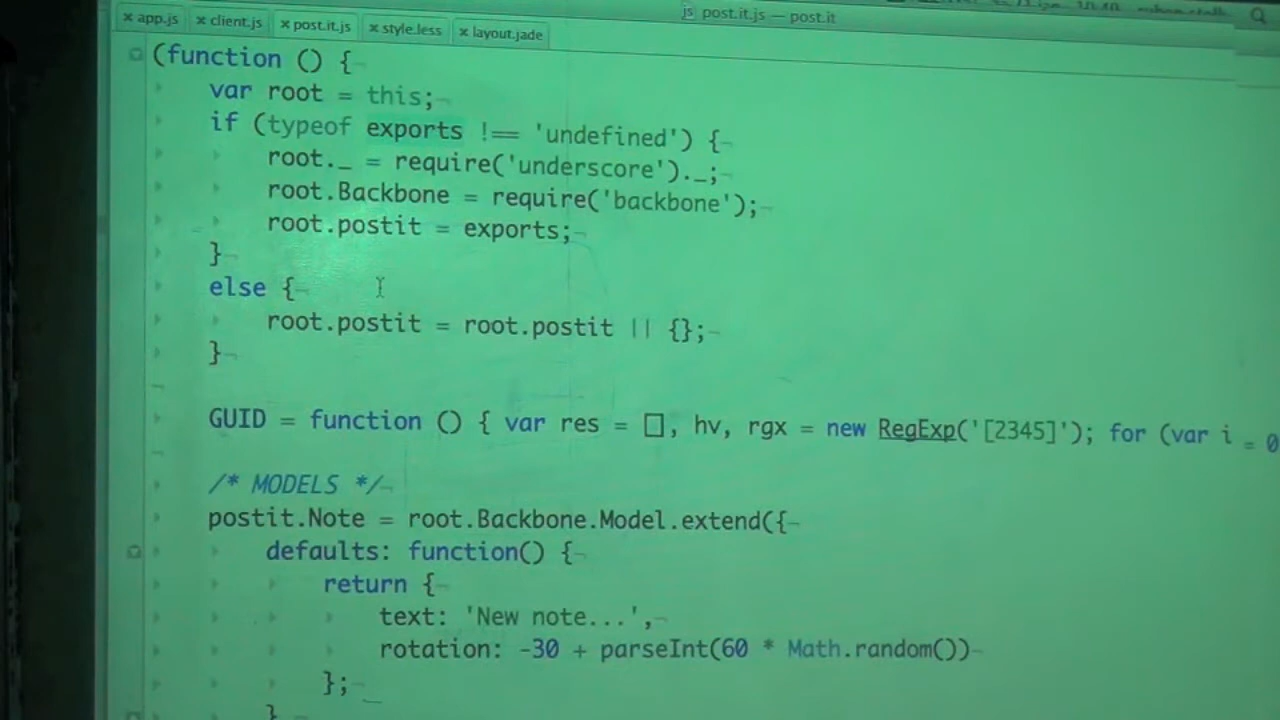 js post.it.js — post.it
× app.js × client.js × post.it.js × style.less × layout.jade
(function () {
var root = this;
if (typeof exports !== 'undefined') {
root._ = require('underscore')._;
root.Backbone = require('backbone');
root.postit = exports;
}
else {
root.postit = root.postit || {};
}
GUID = function () { var res = [], hv, rgx = new RegExp('[2345]'); for (var i = 0
/* MODELS */
postit.Note = root.Backbone.Model.extend({
defaults: function() {
return {
text: 'New note...',
rotation: -30 + parseInt(60 * Math.random())
};
}